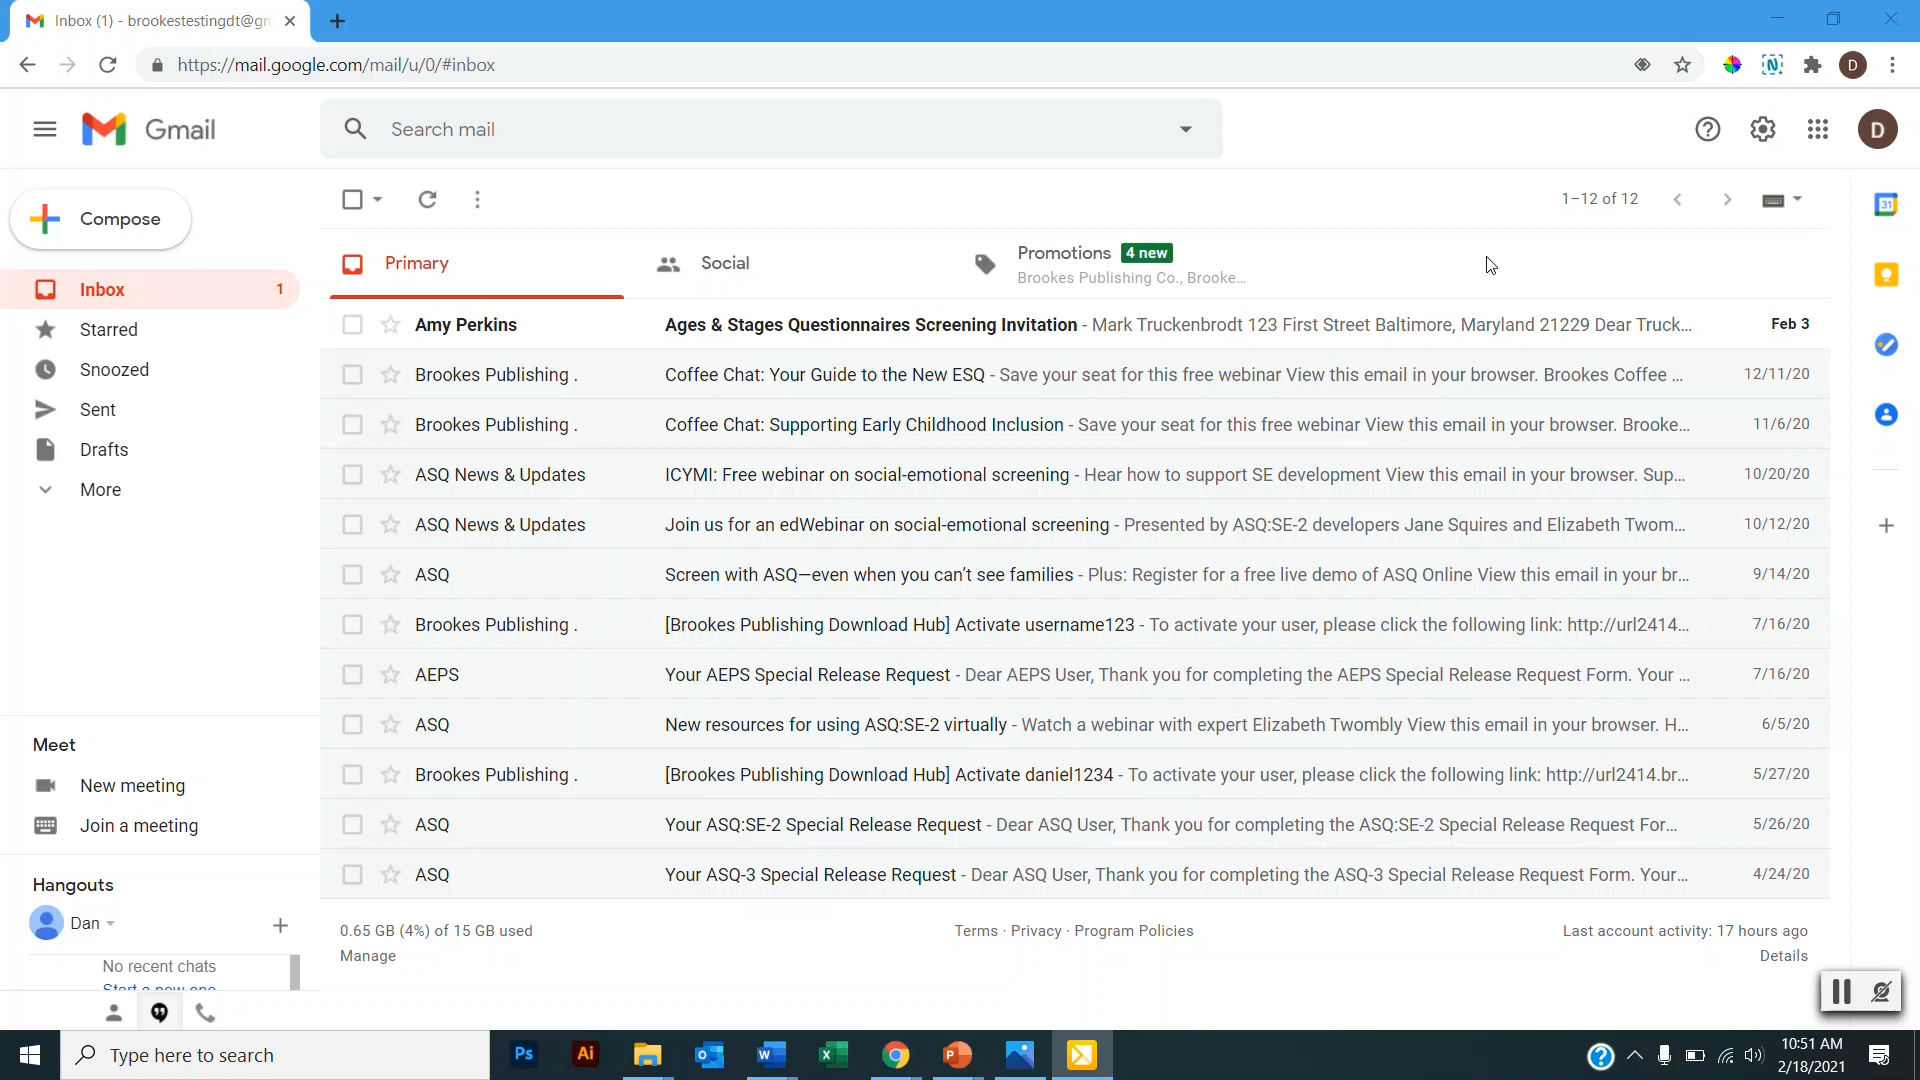 Inbox (1) - brookestestingdt@gm
https://mail.google.com/mail/u/0/#inbox
D
Gmail
Search mail
D
Compose
1–12 of 12
31
Primary
Social
Promotions 4 new
Brookes Publishing Co., Brooke...
Inbox 1
Starred
Snoozed
Sent
Drafts
More
Amy Perkins Ages & Stages Questionnaires Screening Invitation - Mark Truckenbrodt 123 First Street Baltimore, Maryland 21229 Dear Truck... Feb 3
Brookes Publishing . Coffee Chat: Your Guide to the New ESQ - Save your seat for this free webinar View this email in your browser. Brookes Coffee ... 12/11/20
Brookes Publishing . Coffee Chat: Supporting Early Childhood Inclusion - Save your seat for this free webinar View this email in your browser. Brooke... 11/6/20
ASQ News & Updates ICYMI: Free webinar on social-emotional screening - Hear how to support SE development View this email in your browser. Sup... 10/20/20
ASQ News & Updates Join us for an edWebinar on social-emotional screening - Presented by ASQ:SE-2 developers Jane Squires and Elizabeth Twom... 10/12/20
ASQ Screen with ASQ—even when you can't see families - Plus: Register for a free live demo of ASQ Online View this email in your br... 9/14/20
Brookes Publishing . [Brookes Publishing Download Hub] Activate username123 - To activate your user, please click the following link: http://url2414... 7/16/20
AEPS Your AEPS Special Release Request - Dear AEPS User, Thank you for completing the AEPS Special Release Request Form. Your ... 7/16/20
ASQ New resources for using ASQ:SE-2 virtually - Watch a webinar with expert Elizabeth Twombly View this email in your browser. H... 6/5/20
Brookes Publishing . [Brookes Publishing Download Hub] Activate daniel1234 - To activate your user, please click the following link: http://url2414.br... 5/27/20
ASQ Your ASQ:SE-2 Special Release Request - Dear ASQ User, Thank you for completing the ASQ:SE-2 Special Release Request For... 5/26/20
ASQ Your ASQ-3 Special Release Request - Dear ASQ User, Thank you for completing the ASQ-3 Special Release Request Form. Your... 4/24/20
Meet
New meeting
Join a meeting
Hangouts
Dan
No recent chats
Start a new one
0.65 GB (4%) of 15 GB used
Manage
Terms · Privacy · Program Policies
Last account activity: 17 hours ago
Details
Type here to search
Ps
Ai
10:51 AM
2/18/2021